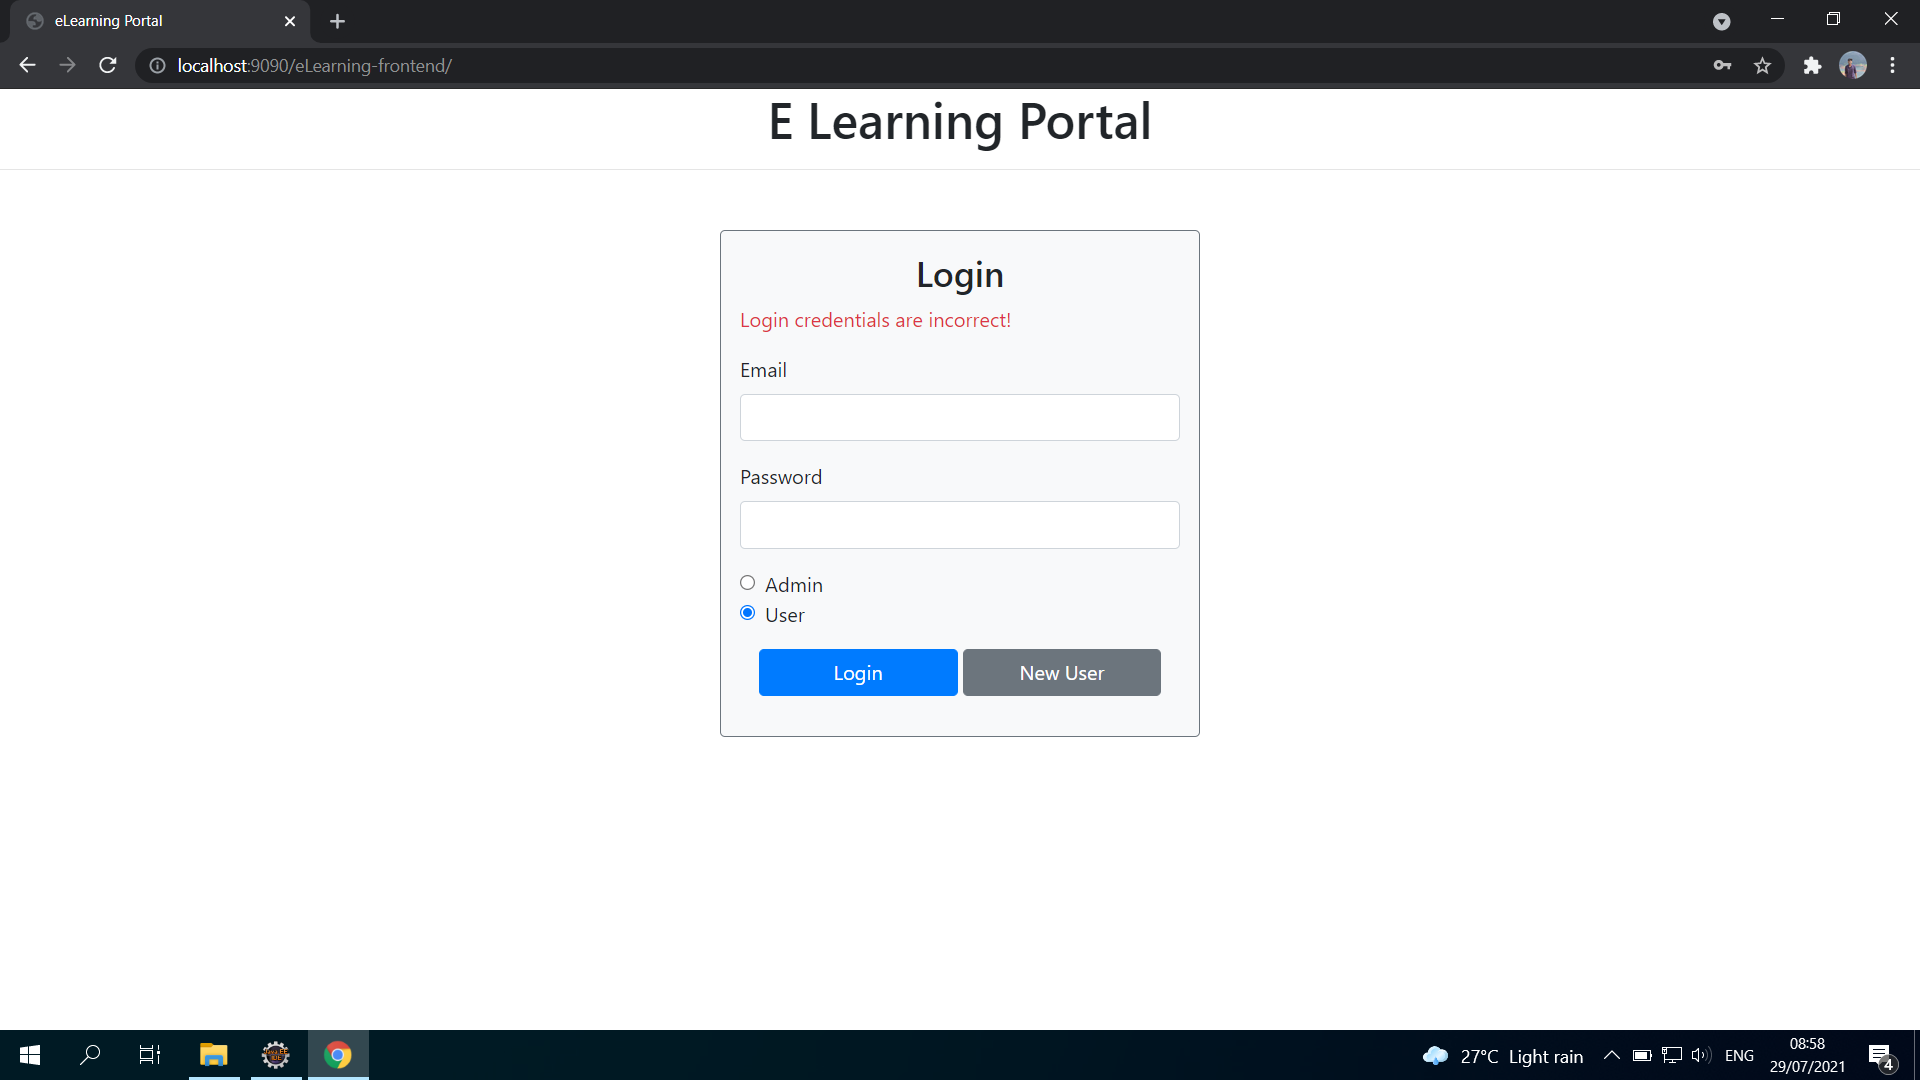 eLearning Portal
localhost:9090/eLearning-frontend/
E Learning Portal
Login
Login credentials are incorrect!
Email
Password
Admin
User
Login New User
27°C Light rain ENG 08:58
29/07/2021
4